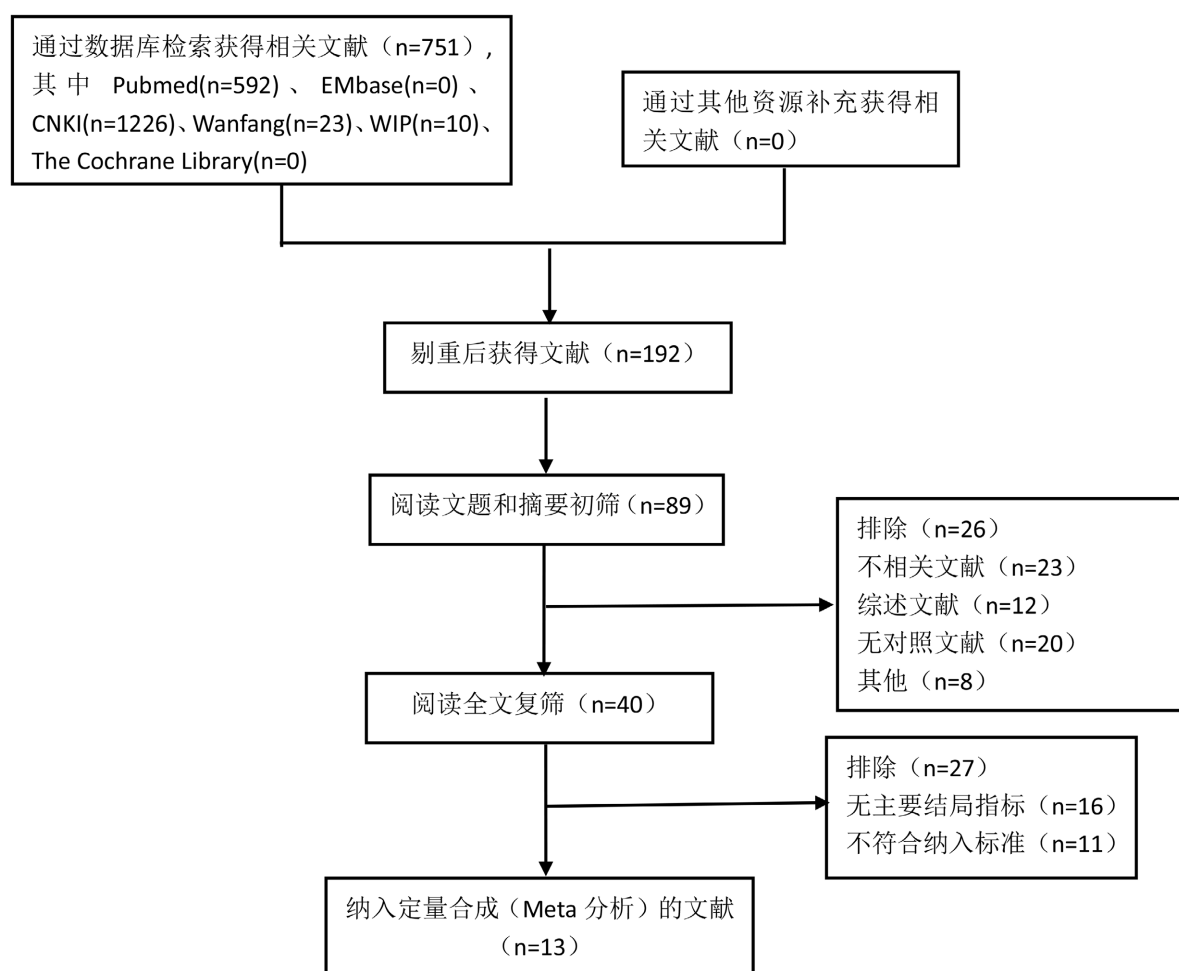 通过数据库检索获得相关文献（n=751），
其中 Pubmed(n=592)、EMbase(n=0)、
CNKI(n=1226)、Wanfang(n=23)、WIP(n=10)、
The Cochrane Library(n=0)
通过其他资源补充获得相
关文献（n=0）
剔重后获得文献（n=192）
阅读文题和摘要初筛（n=89）
排除（n=26）
不相关文献（n=23）
综述文献（n=12）
无对照文献（n=20）
其他（n=8）
阅读全文复筛（n=40）
排除（n=27）
无主要结局指标（n=16）
不符合纳入标准（n=11）
纳入定量合成（Meta 分析）的文献
（n=13）